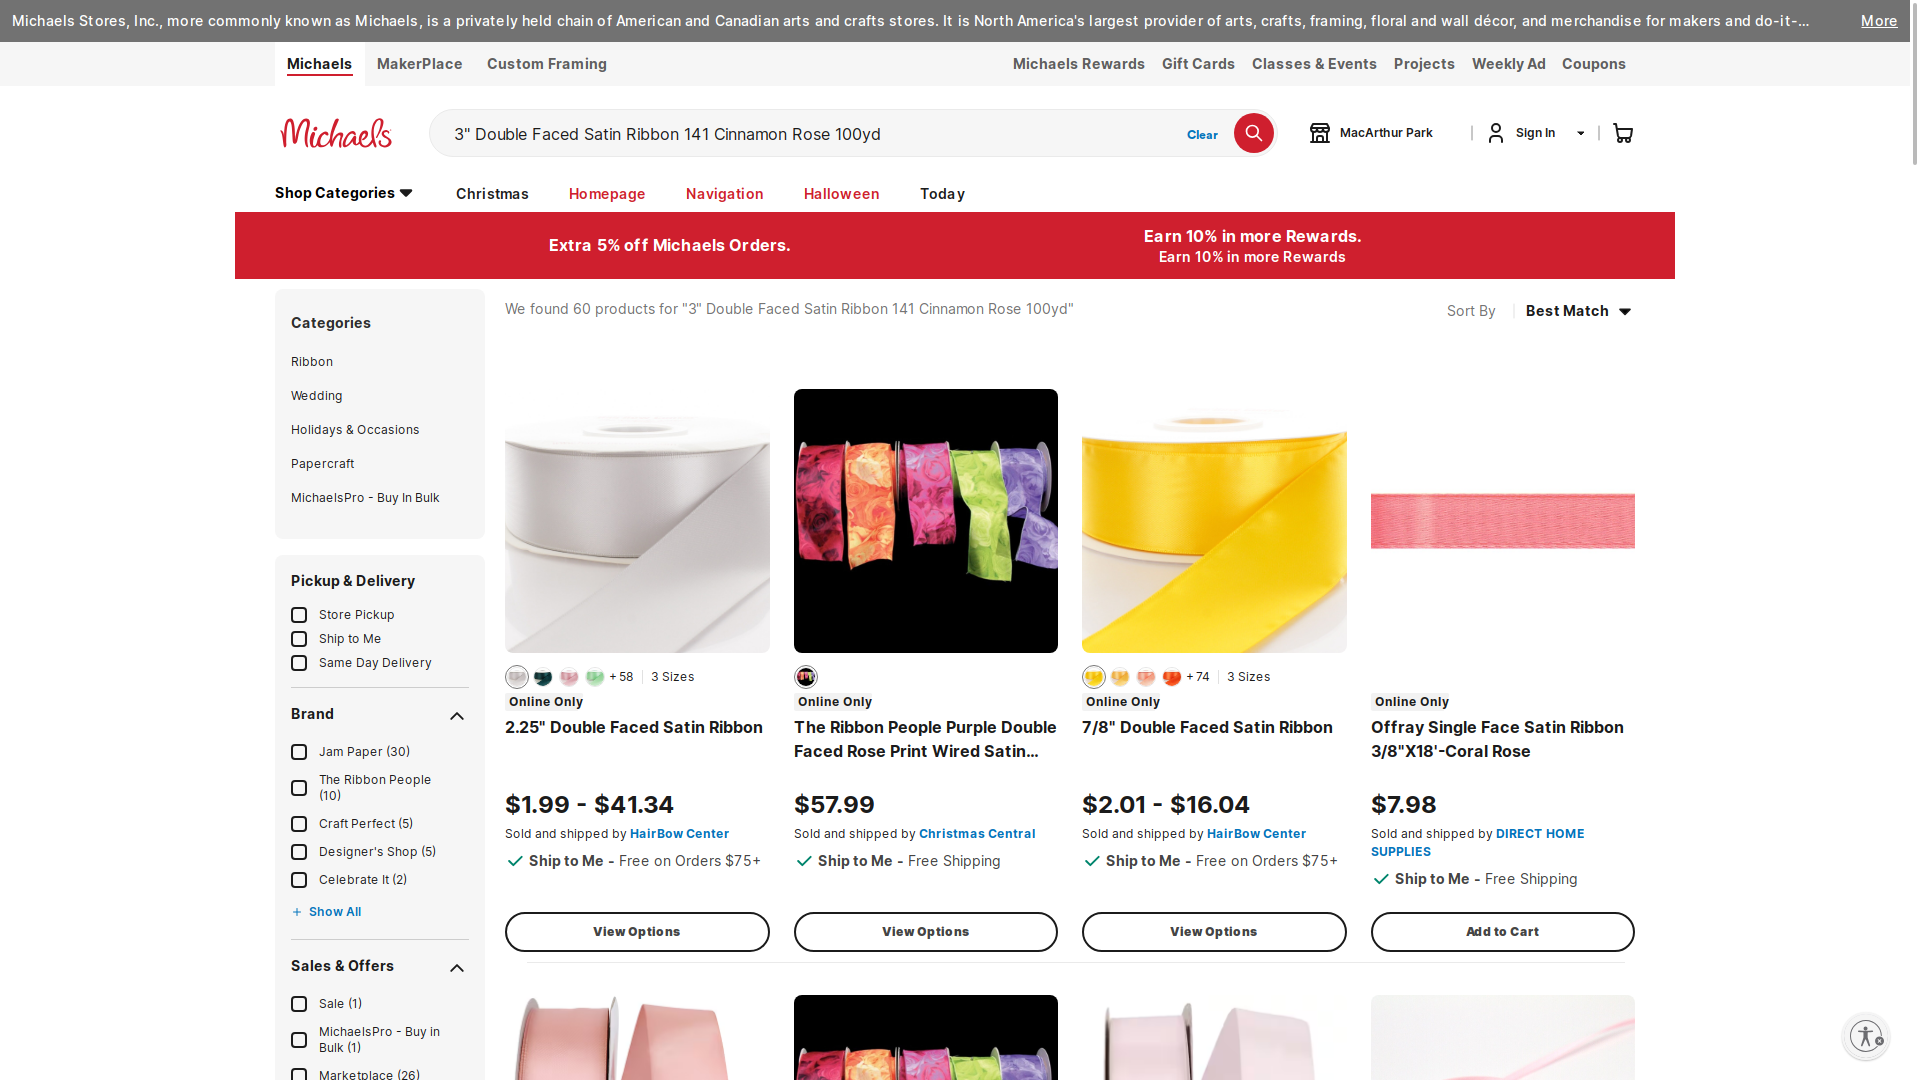 Michaels Stores, Inc., more commonly known as Michaels, is a privately held chain of American and Canadian arts and crafts stores. It is North America's largest provider of arts, crafts, framing, floral and wall décor, and merchandise for makers and do-it-...
More
Michaels
MakerPlace
Custom Framing
Michaels Rewards
Gift Cards
Classes & Events
Projects
Weekly Ad
Coupons
Michaels
3" Double Faced Satin Ribbon 141 Cinnamon Rose 100yd
Clear
MacArthur Park
Sign In
Shop Categories
Christmas
Homepage
Navigation
Halloween
Today
Extra 5% off Michaels Orders.
Earn 10% in more Rewards.
Earn 10% in more Rewards
Categories
Ribbon
Wedding
Holidays & Occasions
Papercraft
MichaelsPro - Buy In Bulk
Pickup & Delivery
Store Pickup
Ship to Me
Same Day Delivery
Brand
Jam Paper (30)
The Ribbon People
(10)
Craft Perfect (5)
Designer's Shop (5)
Celebrate It (2)
+ Show All
Sales & Offers
Sale (1)
MichaelsPro - Buy in
Bulk (1)
Marketplace (26)
We found 60 products for "3" Double Faced Satin Ribbon 141 Cinnamon Rose 100yd"
Sort By
Best Match
+ 58
3 Sizes
Online Only
2.25" Double Faced Satin Ribbon
$1.99 - $41.34
Sold and shipped by HairBow Center
Ship to Me - Free on Orders $75+
View Options
Online Only
The Ribbon People Purple Double
Faced Rose Print Wired Satin...
$57.99
Sold and shipped by Christmas Central
Ship to Me - Free Shipping
View Options
+ 74
3 Sizes
Online Only
7/8" Double Faced Satin Ribbon
$2.01 - $16.04
Sold and shipped by HairBow Center
Ship to Me - Free on Orders $75+
View Options
Online Only
Offray Single Face Satin Ribbon
3/8"X18'-Coral Rose
$7.98
Sold and shipped by DIRECT HOME
SUPPLIES
Ship to Me - Free Shipping
Add to Cart